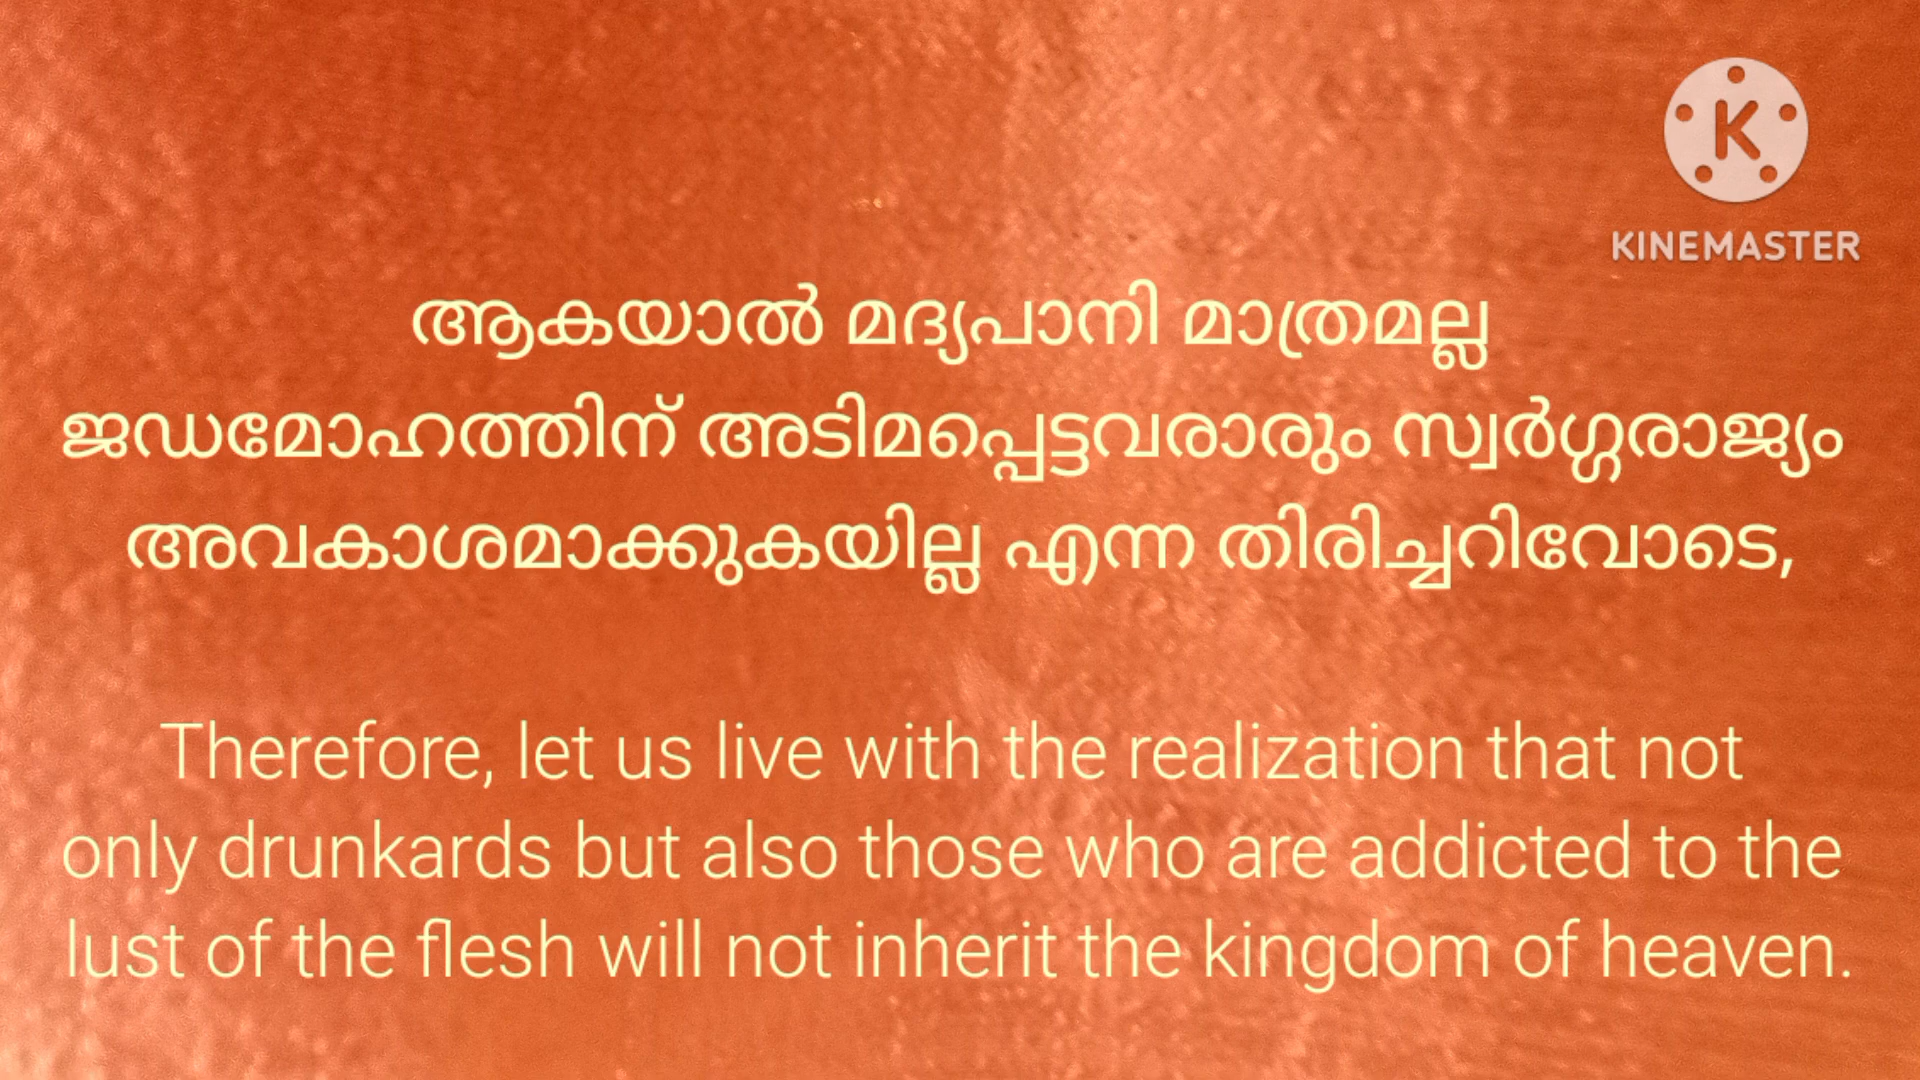 K
KINEMASTER
ആകയാൽ മദ്യപാനി മാത്രമല്ല
ജഡമോഹത്തിന് അടിമപ്പെട്ടവരാരും സ്വർഗ്ഗരാജ്യം
അവകാശമാക്കുകയില്ല എന്ന തിരിച്ചറിവോടെ,
Therefore, let us live with the realization that not
only drunkards but also those who are addicted to the
lust of the flesh will not inherit the kingdom of heaven.